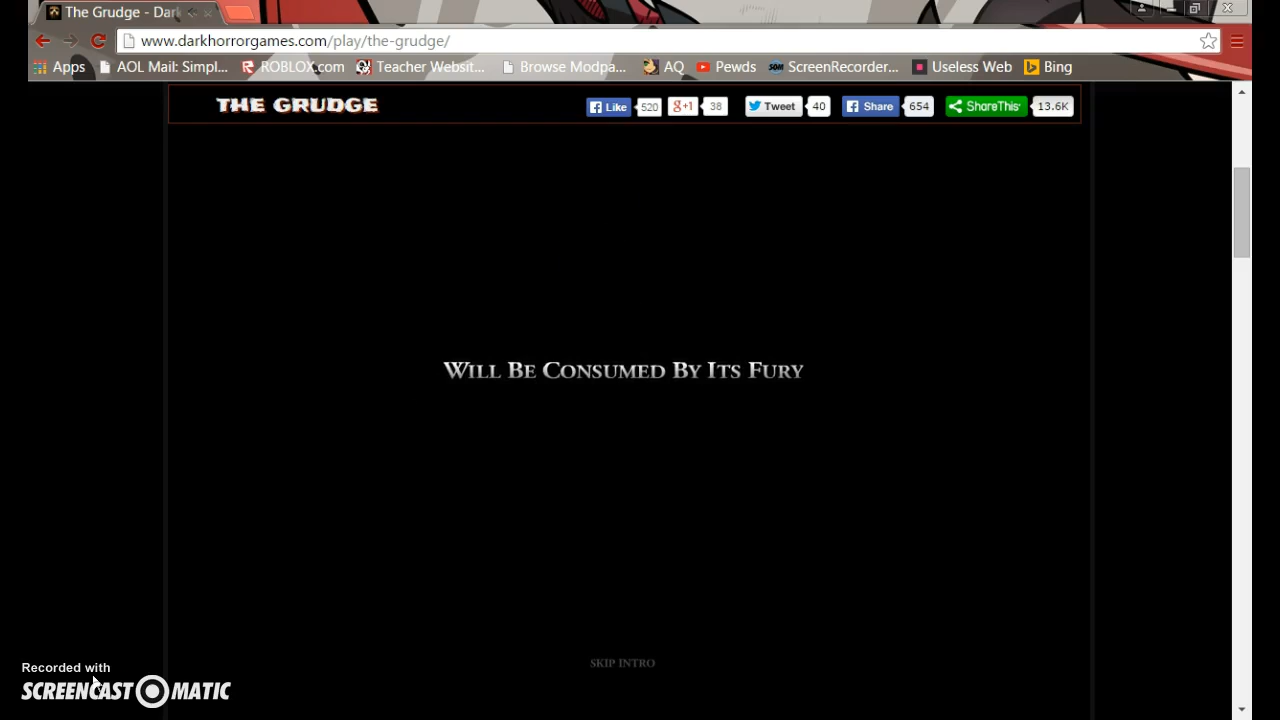 The Grudge - Dark
www.darkhorrorgames.com/play/the-grudge/
Apps AOL Mail: Simpl... ROBLOX.com Teacher Websit... Browse Modpa... AQ Pewds SOM ScreenRecorder... Useless Web Bing
THE GRUDGE Like 520 g+1 38 Tweet 40 Share 654 ShareThis 13.6K
WILL BE CONSUMED BY ITS FURY
SKIP INTRO
Recorded with
SCREENCAST-O-MATIC